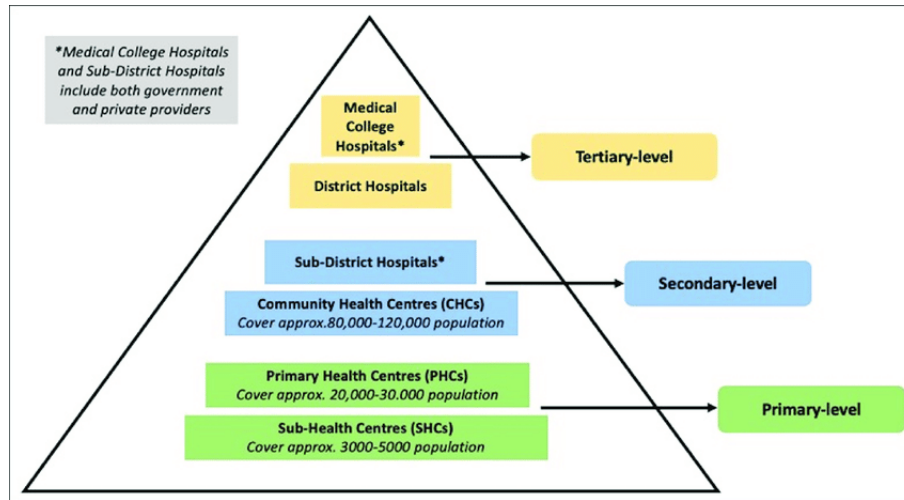 *Medical College Hospitals
and Sub-District Hospitals
include both government
and private providers
Medical
College
Hospitals*
Tertiary-level
District Hospitals
Sub-District Hospitals*
Secondary-level
Community Health Centres (CHCs)
Cover approx.80,000-120,000 population
Primary Health Centres (PHCs)
Cover approx. 20,000-30.000 population
Primary-level
Sub-Health Centres (SHCs)
Cover approx. 3000-5000 population